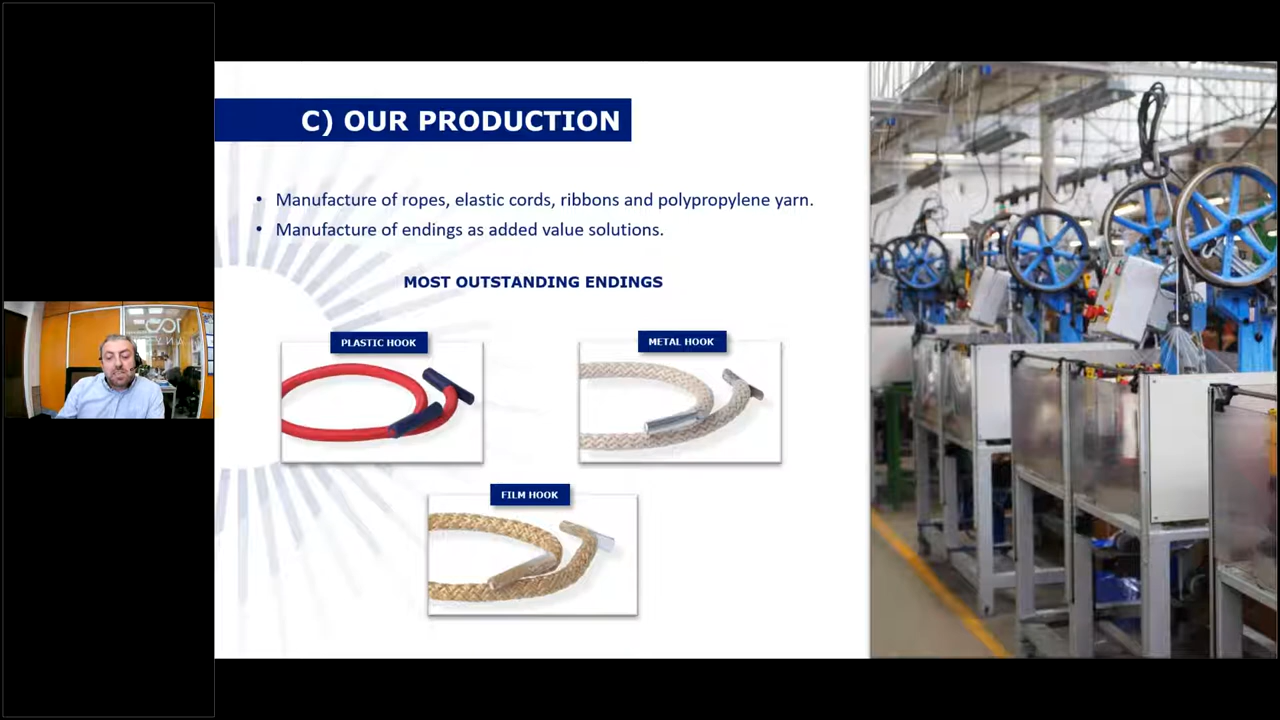 C) OUR PRODUCTION
• Manufacture of ropes, elastic cords, ribbons and polypropylene yarn.
• Manufacture of endings as added value solutions.
MOST OUTSTANDING ENDINGS
PLASTIC HOOK
METAL HOOK
FILM HOOK